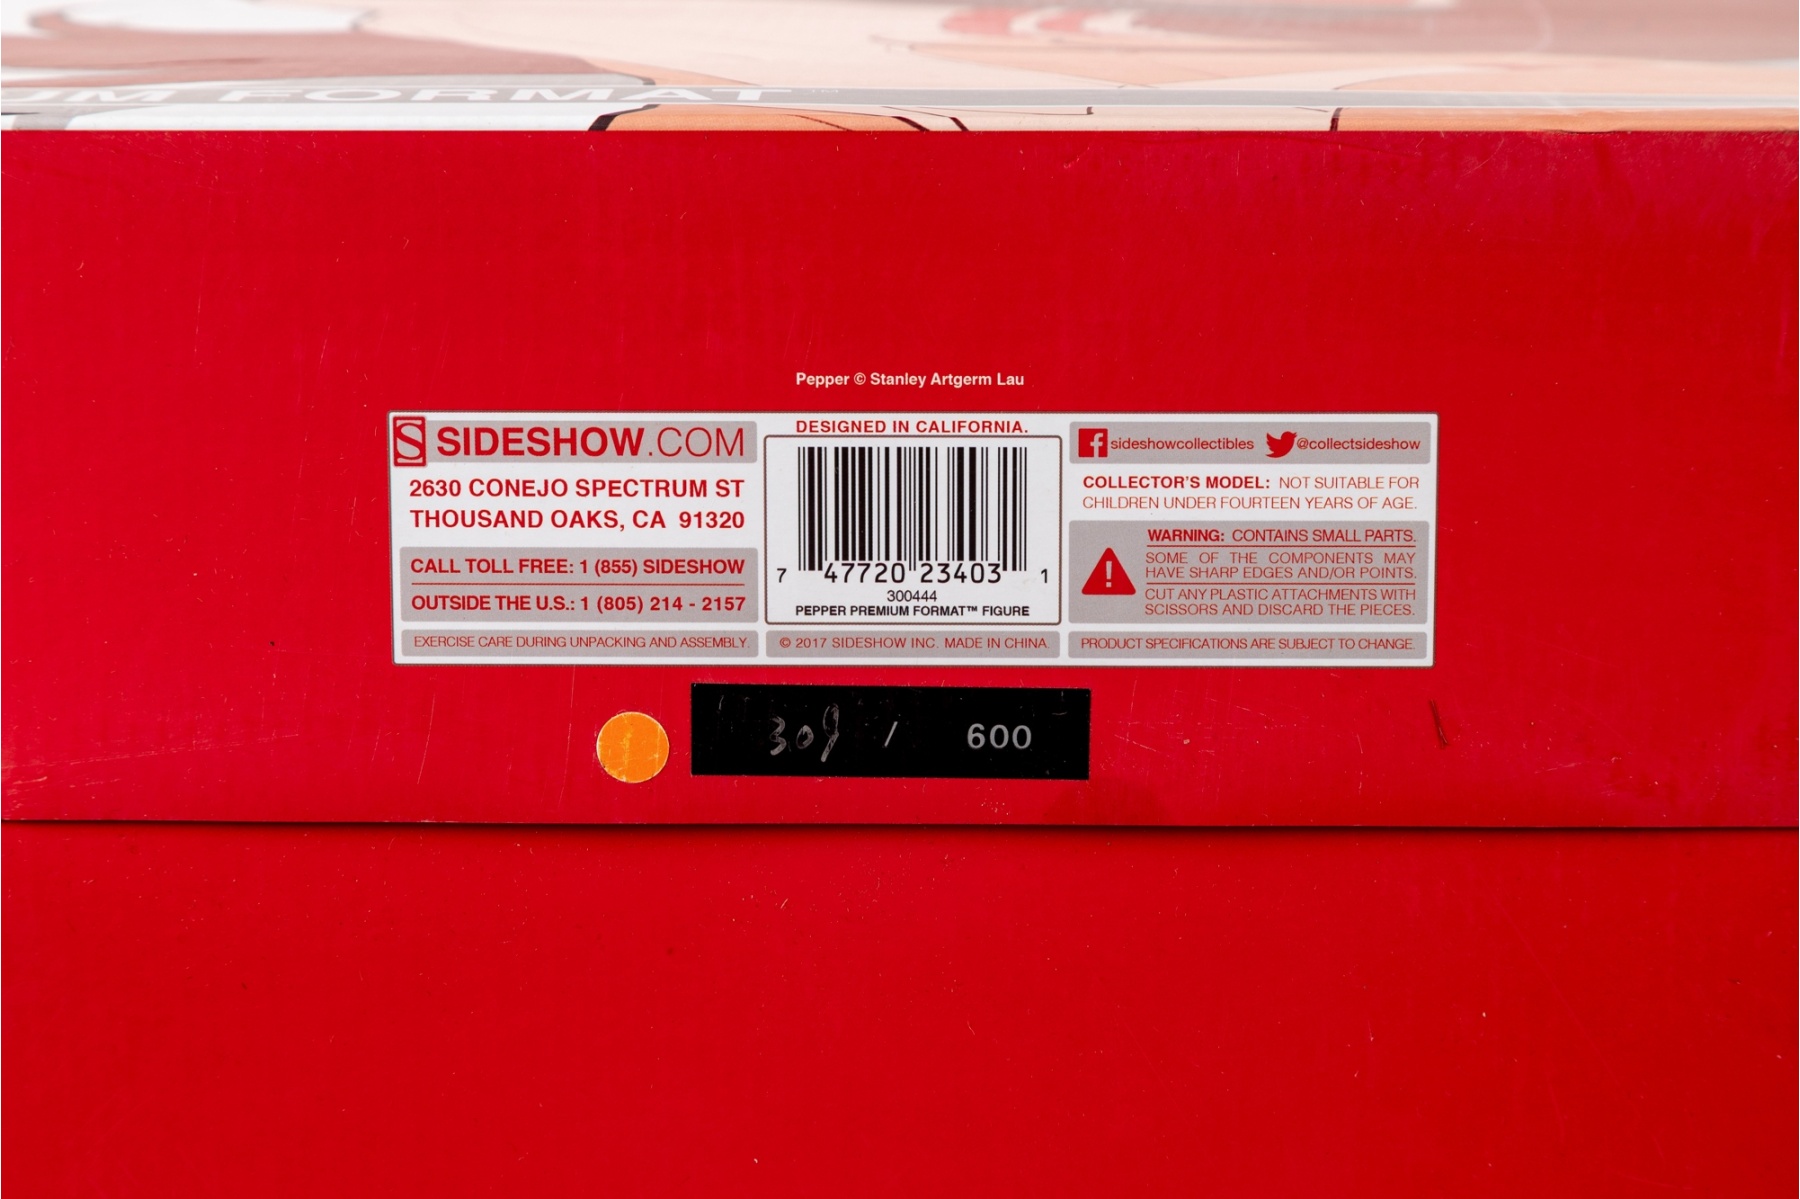 UM FORMAT™
Pepper © Stanley Artgerm Lau
SIDESHOW.COM
2630 CONEJO SPECTRUM ST
THOUSAND OAKS, CA 91320
CALL TOLL FREE: 1 (855) SIDESHOW
OUTSIDE THE U.S.: 1 (805) 214 - 2157
EXERCISE CARE DURING UNPACKING AND ASSEMBLY.
DESIGNED IN CALIFORNIA.
7 47720 23403 1
300444
PEPPER PREMIUM FORMAT™ FIGURE
© 2017 SIDESHOW INC. MADE IN CHINA.
sideshowcollectibles @collectsideshow
COLLECTOR'S MODEL: NOT SUITABLE FOR
CHILDREN UNDER FOURTEEN YEARS OF AGE.
WARNING: CONTAINS SMALL PARTS.
SOME OF THE COMPONENTS MAY
HAVE SHARP EDGES AND/OR POINTS.
CUT ANY PLASTIC ATTACHMENTS WITH
SCISSORS AND DISCARD THE PIECES.
PRODUCT SPECIFICATIONS ARE SUBJECT TO CHANGE.
309 / 600